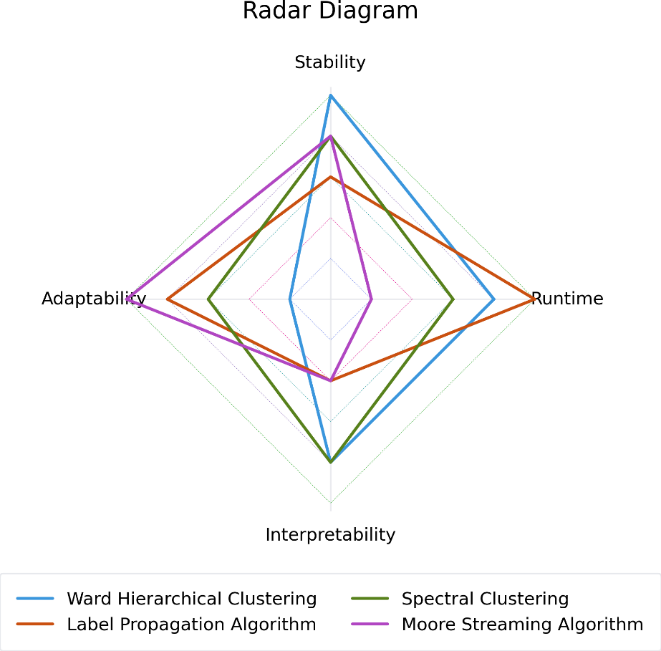 Radar Diagram
Stability
Adaptability
Runtime
Interpretability
Ward Hierarchical Clustering
Spectral Clustering
Label Propagation Algorithm
Moore Streaming Algorithm